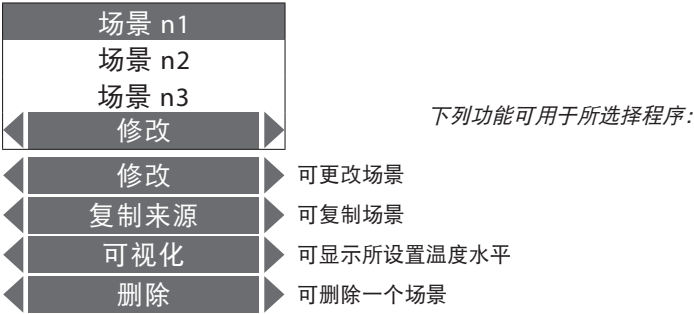 场景 n1
场景 n2
场景 n3
下列功能可用于所选择程序:
修改
修改
可更改场景
复制来源
可复制场景
可视化
可显示所设置温度水平
删除
可删除一个场景